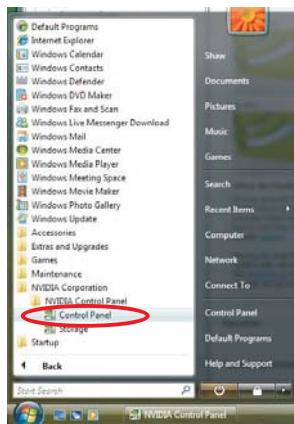 Default Programs
Internet Explorer
Windows Calendar
Windows Contacts
Windows Defender
Windows DVD Maker
Windows Fax and Scan
Windows Live Messenger Download
Windows Mail
Windows Media Center
Windows Media Player
Windows Meeting Space
Windows Movie Maker
Windows Photo Gallery
Windows Update
Accessories
Extras and Upgrades
Games
Maintenance
NVIDIA Corporation
NVIDIA Control Panel
Control Panel
Storage
Startup
Back
Start Search
Shaw
Documents
Pictures
Music
Games
Search
Recent Items
Computer
Network
Connect To
Control Panel
Default Programs
Help and Support
NVIDIA Control Panel